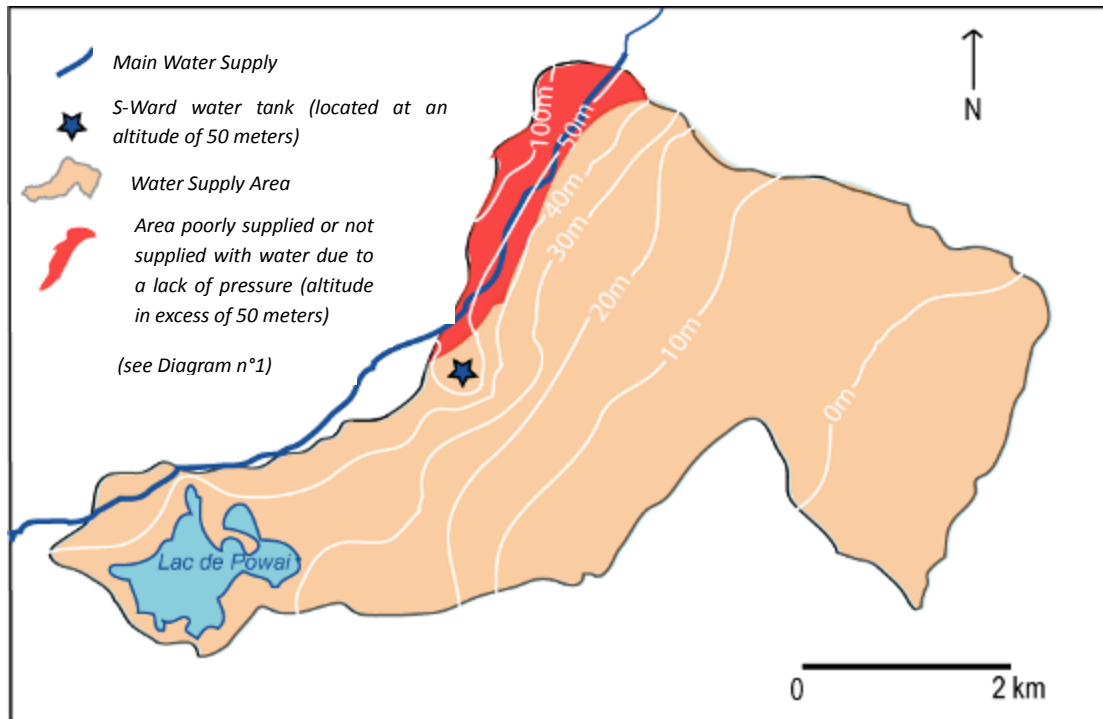 Main Water Supply
S-Ward water tank (located at an
altitude of 50 meters)
Water Supply Area
Area poorly supplied or not
supplied with water due to
a lack of pressure (altitude
in excess of 50 meters)
(see Diagram n°1)
N
100m
50m
40m
30m
20m
10m
0m
Lac de Powai
0
2 km